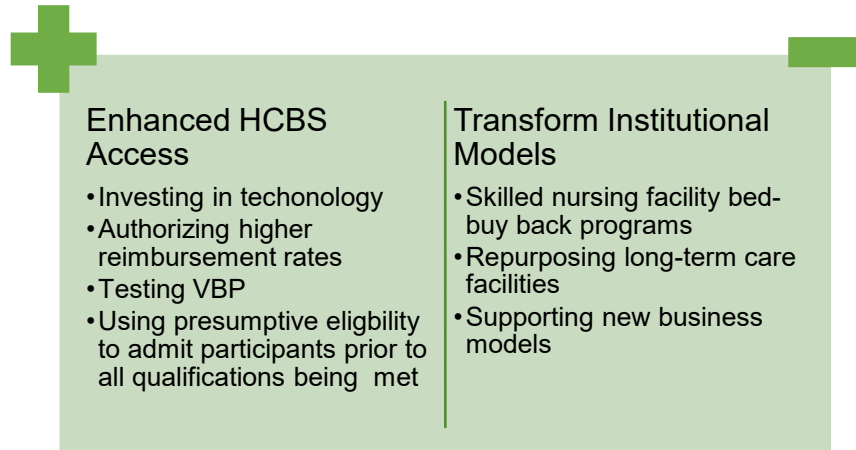 Enhanced HCBS
Access
•Investing in techonology
•Authorizing higher
reimbursement rates
•Testing VBP
•Using presumptive eligbility
to admit participants prior to
all qualifications being  met
Transform Institutional
Models
•Skilled nursing facility bed-
buy back programs
•Repurposing long-term care
facilities
•Supporting new business
models